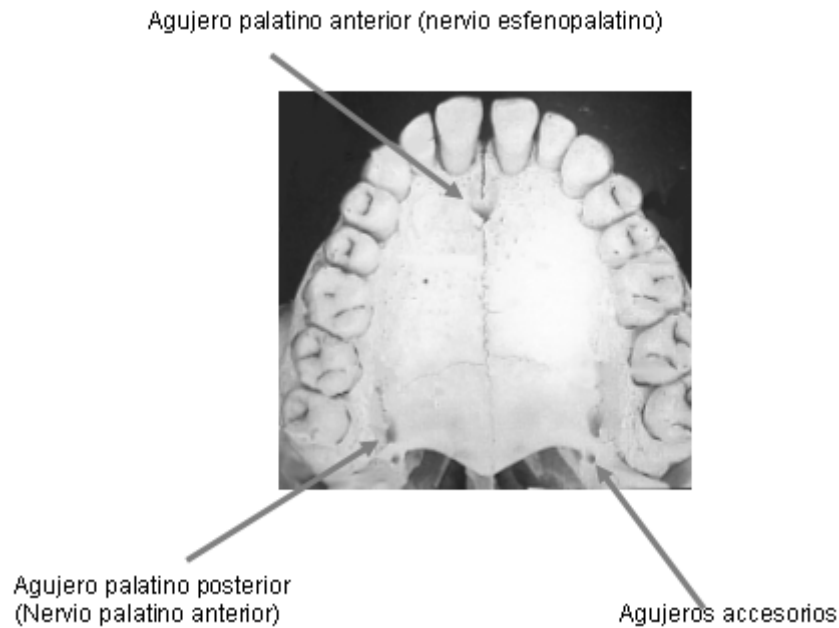 Agujero palatino anterior (nervio esfenopalatino)
Agujero palatino posterior
(Nervio palatino anterior)
Agujeros accesorios